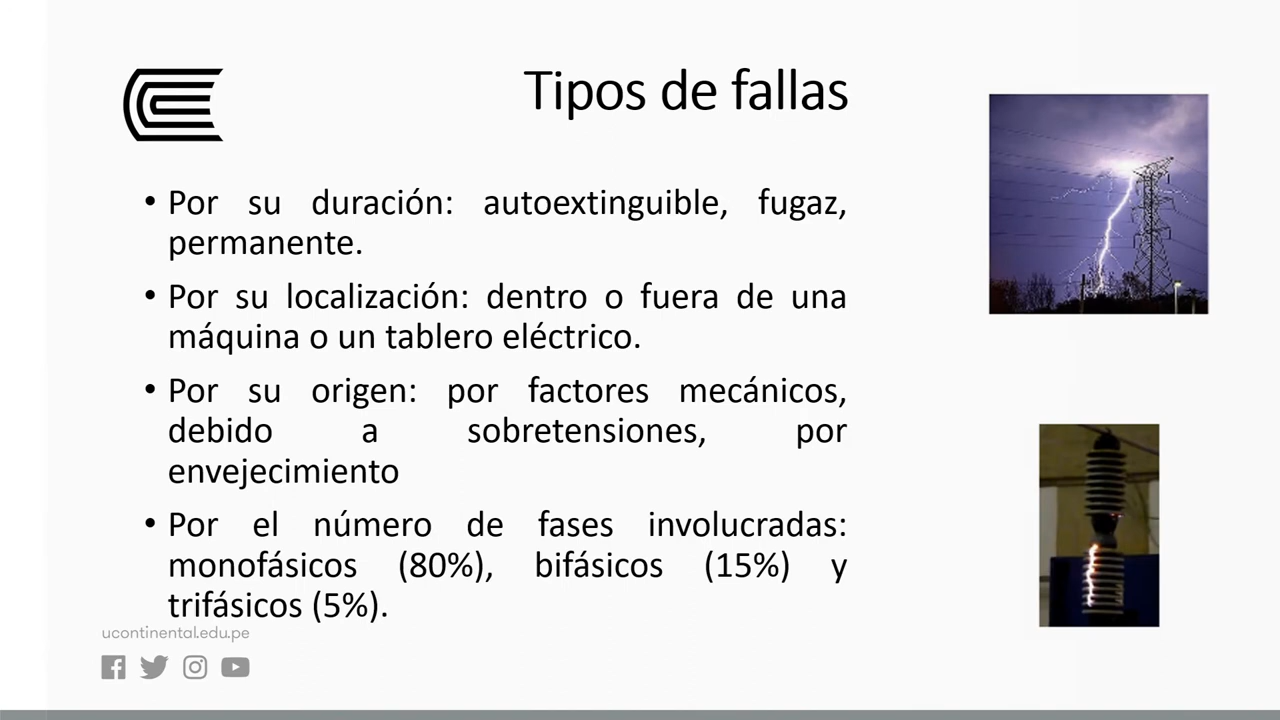 Tipos de fallas
• Por su duración: autoextinguible, fugaz,
permanente.
• Por su localización: dentro o fuera de una
máquina o un tablero eléctrico.
• Por su origen: por factores mecánicos,
debido a sobretensiones, por
envejecimiento
• Por el número de fases involucradas:
monofásicos (80%), bifásicos (15%) y
trifásicos (5%).
ucontinental.edu.pe